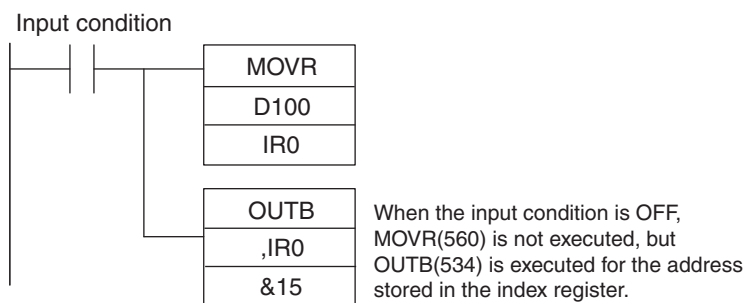 Input condition
MOVR
D100
IR0
OUTB
,IR0
&15
When the input condition is OFF,
MOVR(560) is not executed, but
OUTB(534) is executed for the address
stored in the index register.